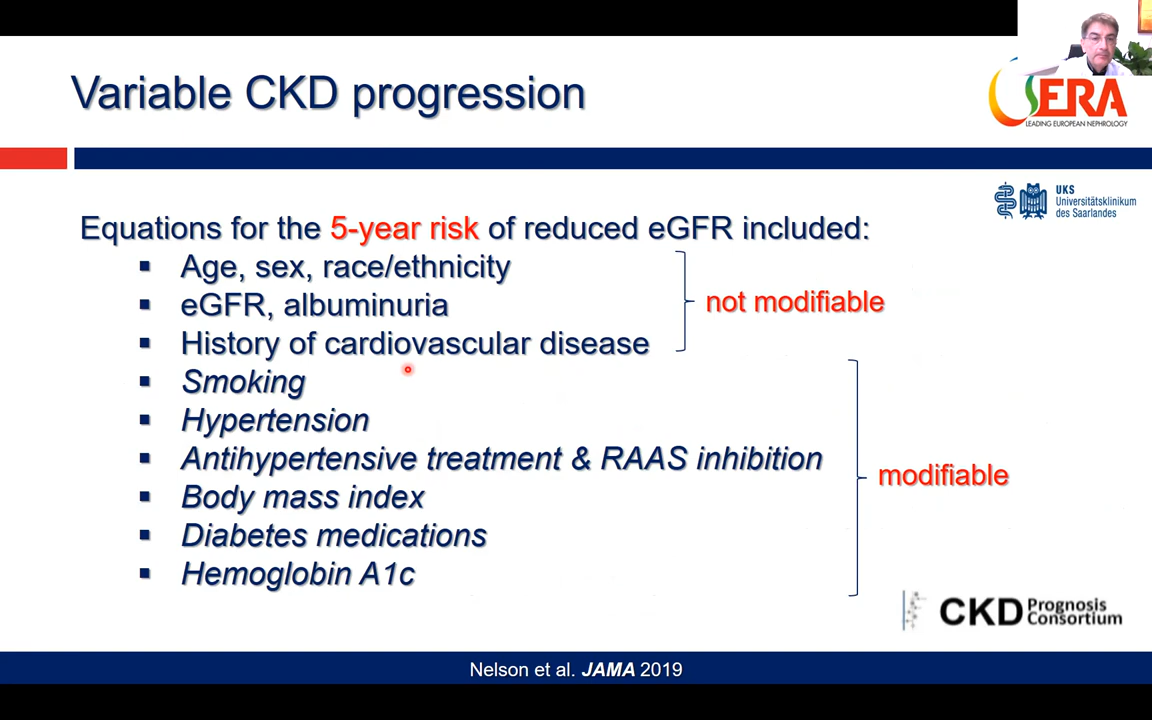 Variable CKD progression
ERA
LEADING EUROPEAN NEPHROLOGY
UKS
Universitätsklinikum
des Saarlandes
Equations for the 5-year risk of reduced eGFR included:
Age, sex, race/ethnicity
eGFR, albuminuria
History of cardiovascular disease
not modifiable
Smoking
Hypertension
Antihypertensive treatment & RAAS inhibition
Body mass index
Diabetes medications
Hemoglobin A1c
modifiable
CKD Prognosis
Consortium
Nelson et al. JAMA 2019